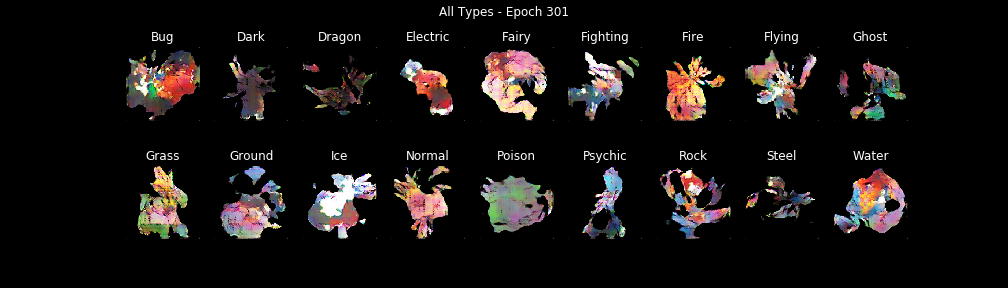 All Types - Epoch 301
Bug Dark Dragon Electric Fairy Fighting Fire Flying Ghost
Grass Ground Ice Normal Poison Psychic Rock Steel Water